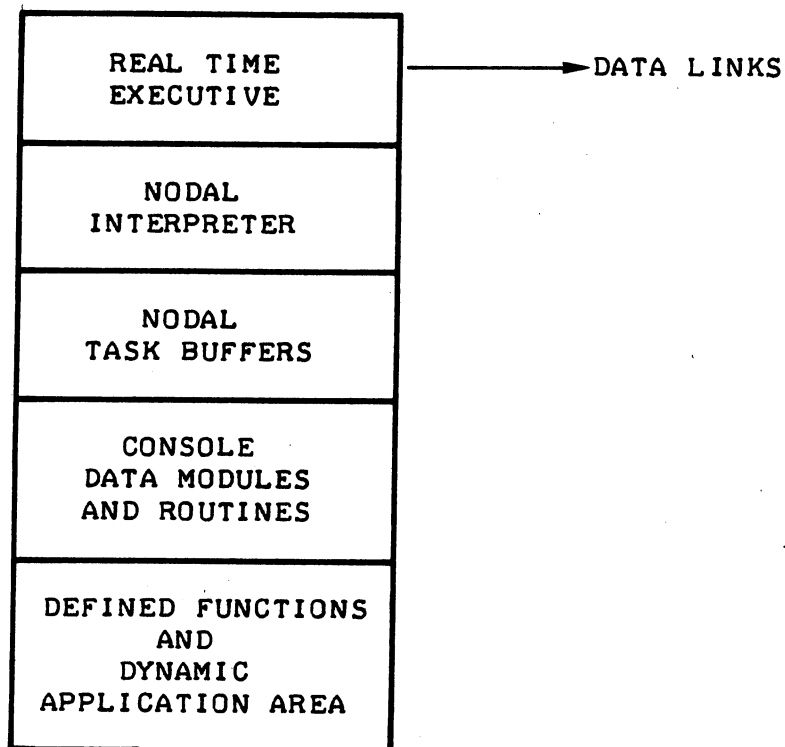 REAL TIME
EXECUTIVE
DATA LINKS
NODAL
INTERPRETER
NODAL
TASK BUFFERS
CONSOLE
DATA MODULES
AND ROUTINES
DEFINED FUNCTIONS
AND
DYNAMIC
APPLICATION AREA